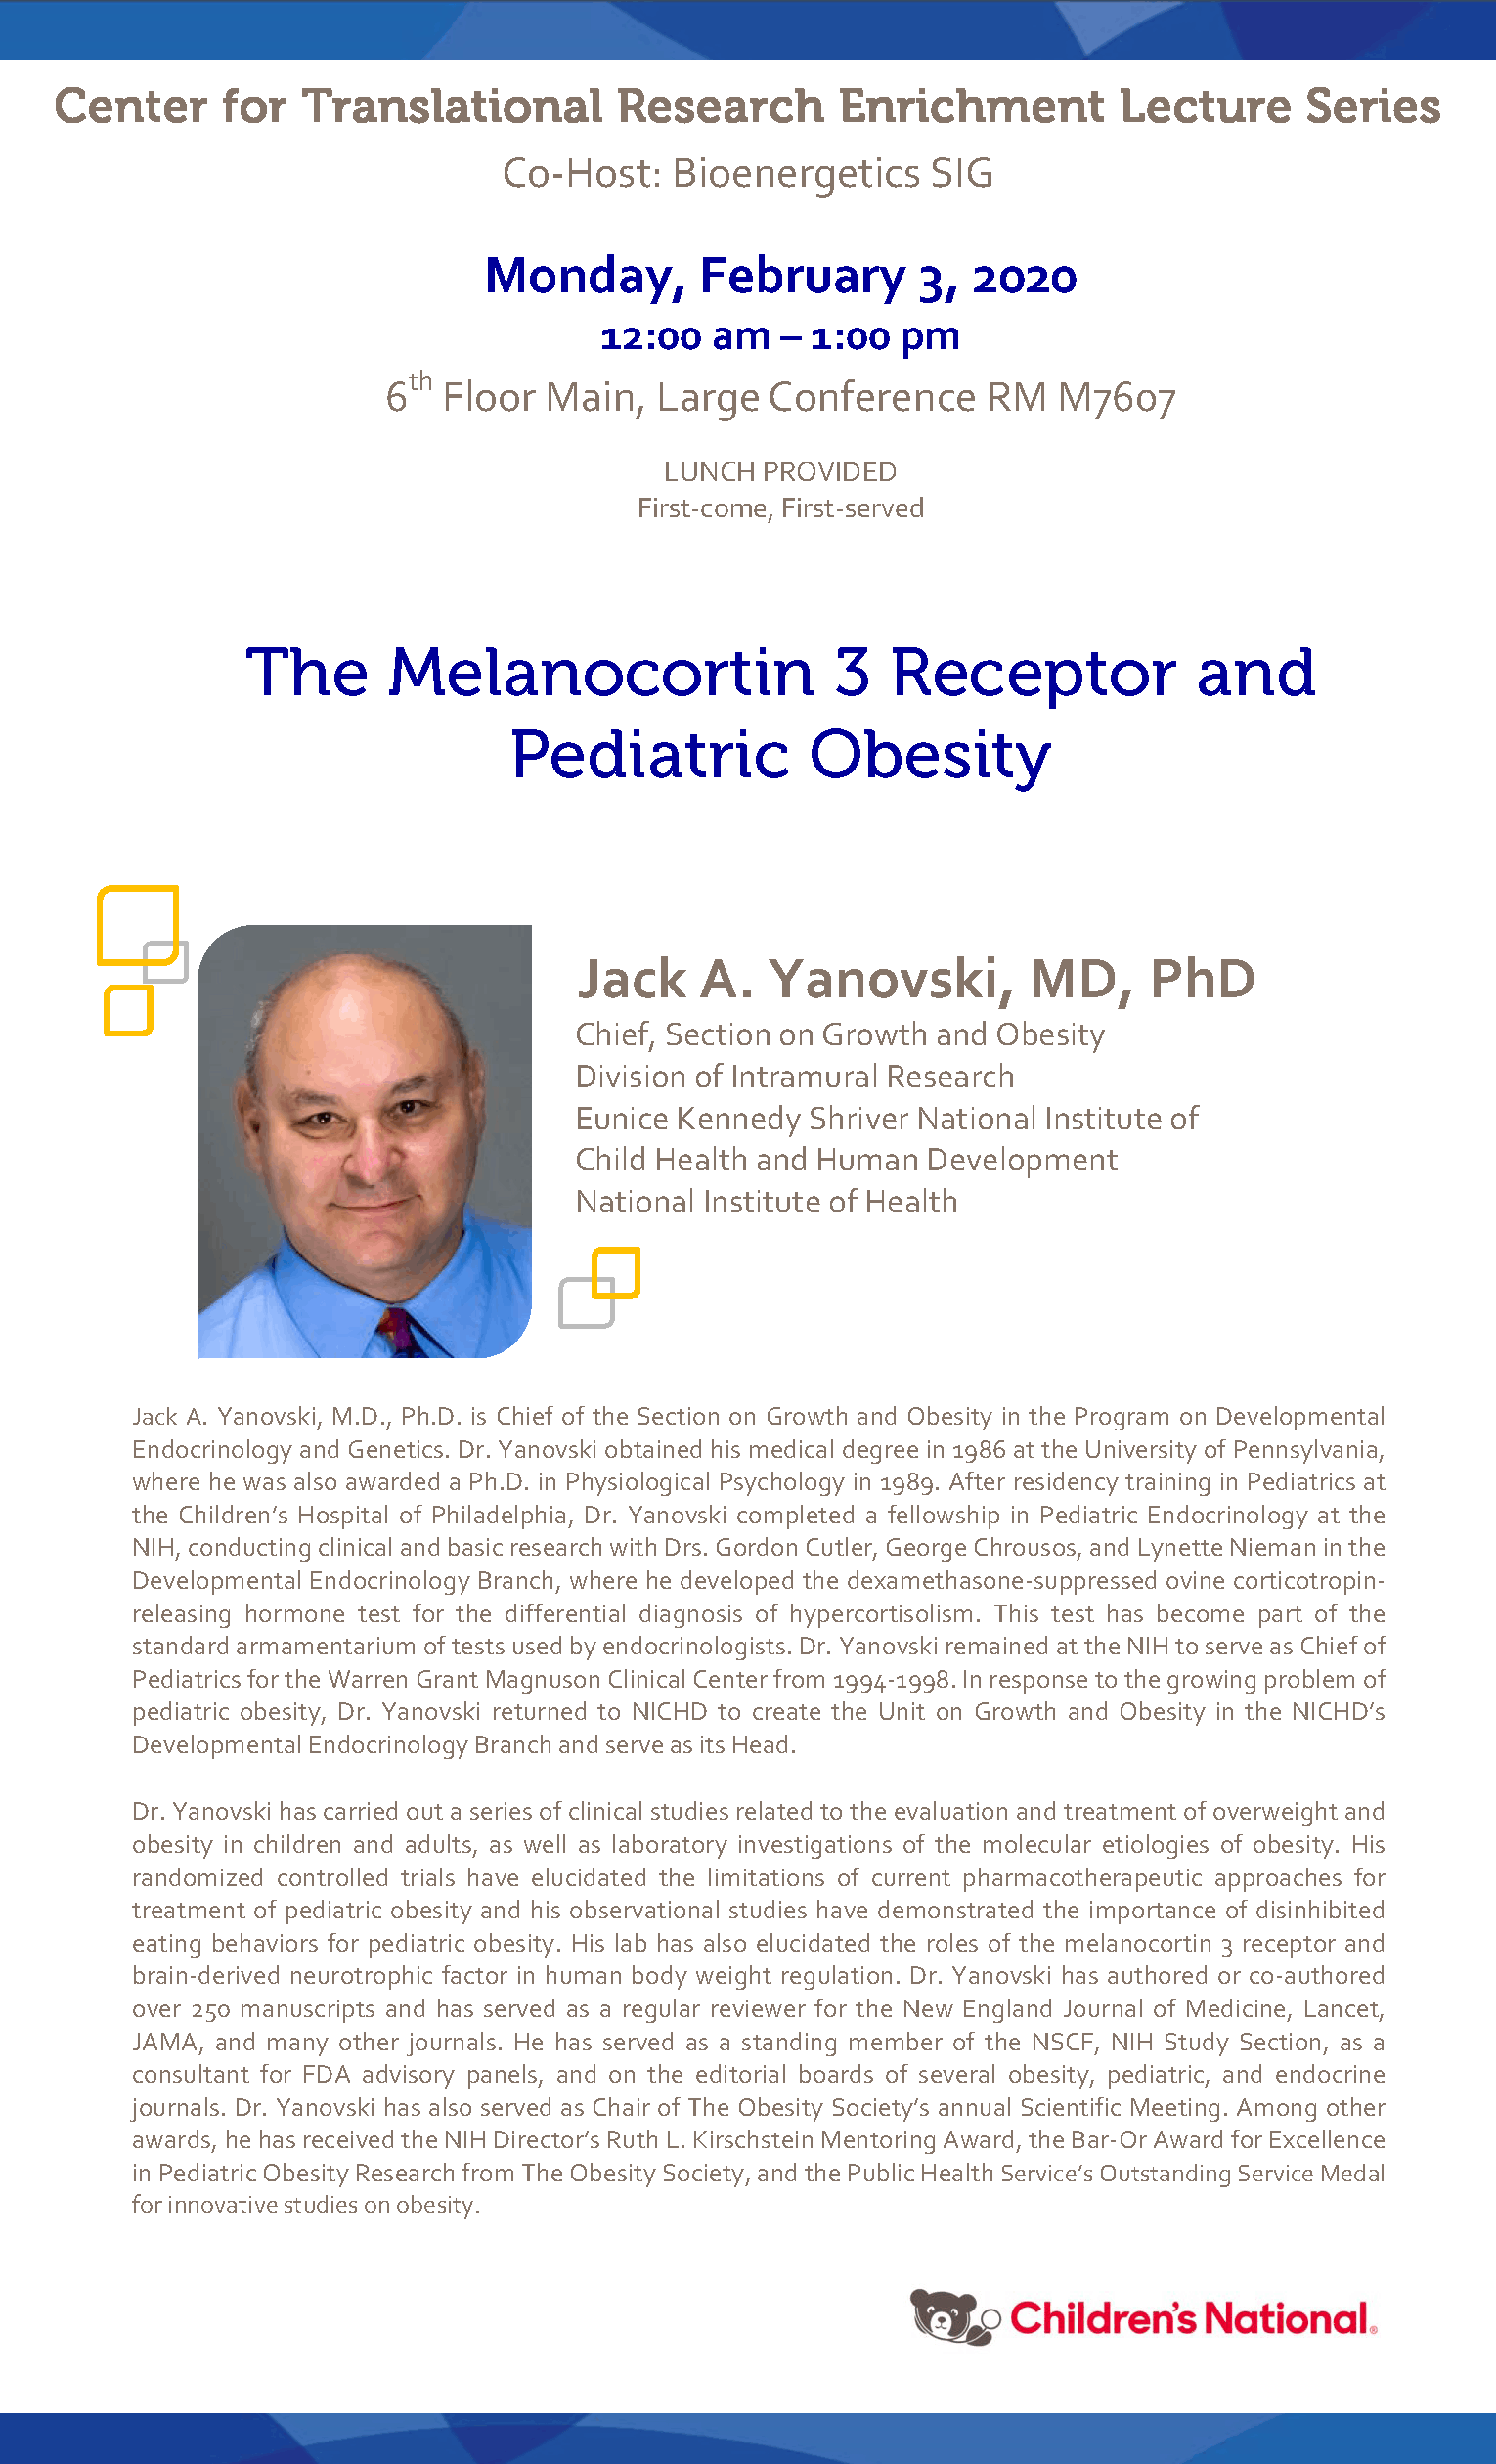 Center for Translational Research Enrichment Lecture Series
Co-Host: Bioenergetics SIG
Monday, February 3, 2020
12:00 am – 1:00 pm
6th Floor Main, Large Conference RM M7607
LUNCH PROVIDED
First-come, First-served
The Melanocortin 3 Receptor and
Pediatric Obesity
Jack A. Yanovski, MD, PhD
Chief, Section on Growth and Obesity
Division of Intramural Research
Eunice Kennedy Shriver National Institute of
Child Health and Human Development
National Institute of Health
Jack A. Yanovski, M.D., Ph.D. is Chief of the Section on Growth and Obesity in the Program on Developmental
Endocrinology and Genetics. Dr. Yanovski obtained his medical degree in 1986 at the University of Pennsylvania,
where he was also awarded a Ph.D. in Physiological Psychology in 1989. After residency training in Pediatrics at
the Children’s Hospital of Philadelphia, Dr. Yanovski completed a fellowship in Pediatric Endocrinology at the
NIH, conducting clinical and basic research with Drs. Gordon Cutler, George Chrousos, and Lynette Nieman in the
Developmental Endocrinology Branch, where he developed the dexamethasone-suppressed ovine corticotropin-
releasing hormone test for the differential diagnosis of hypercortisolism. This test has become part of the
standard armamentarium of tests used by endocrinologists. Dr. Yanovski remained at the NIH to serve as Chief of
Pediatrics for the Warren Grant Magnuson Clinical Center from 1994-1998. In response to the growing problem of
pediatric obesity, Dr. Yanovski returned to NICHD to create the Unit on Growth and Obesity in the NICHD’s
Developmental Endocrinology Branch and serve as its Head.
Dr. Yanovski has carried out a series of clinical studies related to the evaluation and treatment of overweight and
obesity in children and adults, as well as laboratory investigations of the molecular etiologies of obesity. His
randomized controlled trials have elucidated the limitations of current pharmacotherapeutic approaches for
treatment of pediatric obesity and his observational studies have demonstrated the importance of disinhibited
eating behaviors for pediatric obesity. His lab has also elucidated the roles of the melanocortin 3 receptor and
brain-derived neurotrophic factor in human body weight regulation. Dr. Yanovski has authored or co-authored
over 250 manuscripts and has served as a regular reviewer for the New England Journal of Medicine, Lancet,
JAMA, and many other journals. He has served as a standing member of the NSCF, NIH Study Section, as a
consultant for FDA advisory panels, and on the editorial boards of several obesity, pediatric, and endocrine
journals. Dr. Yanovski has also served as Chair of The Obesity Society’s annual Scientific Meeting. Among other
awards, he has received the NIH Director’s Ruth L. Kirschstein Mentoring Award, the Bar-Or Award for Excellence
in Pediatric Obesity Research from The Obesity Society, and the Public Health Service’s Outstanding Service Medal
for innovative studies on obesity.
Children’s National®